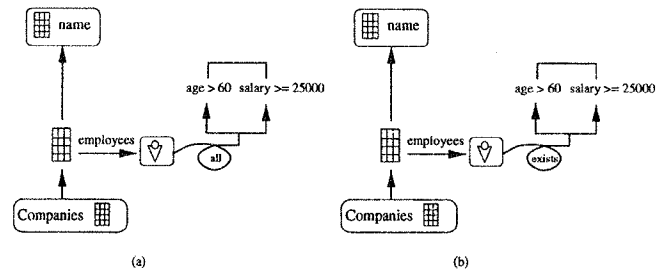 name
age > 60 salary >= 25000
employees
all
Companies
(a)
name
age > 60 salary >= 25000
employees
exists
Companies
(b)